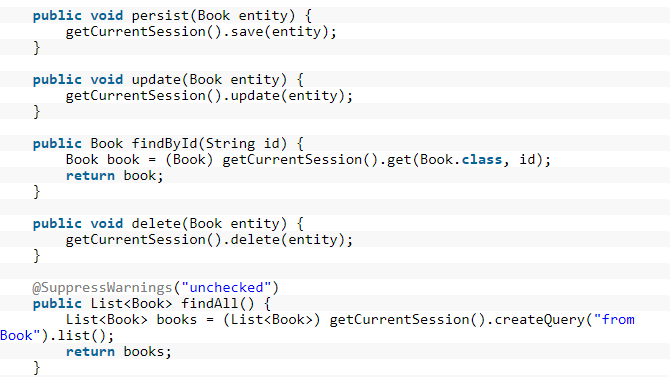 public void persist(Book entity) {
getCurrentSession().save(entity);
}
public void update(Book entity) {
getCurrentSession().update(entity);
}
public Book findById(String id) {
Book book = (Book) getCurrentSession().get(Book.class, id);
return book;
}
public void delete(Book entity) {
getCurrentSession().delete(entity);
}
@SuppressWarnings("unchecked")
public List<Book> findAll() {
List<Book> books = (List<Book>) getCurrentSession().createQuery("from
Book").list();
return books;
}